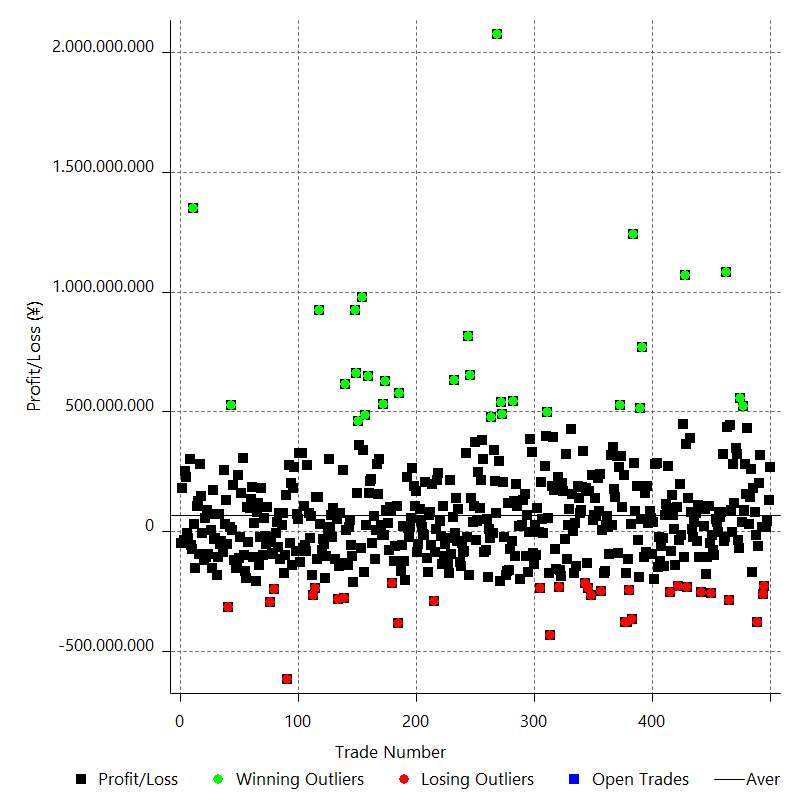 2.000.000.000
1.500.000.000
1.000.000.000
500.000.000
0
-500.000.000
Profit/Loss (¥)
0 100 200 300 400
Trade Number
Profit/Loss Winning Outliers Losing Outliers Open Trades Aver